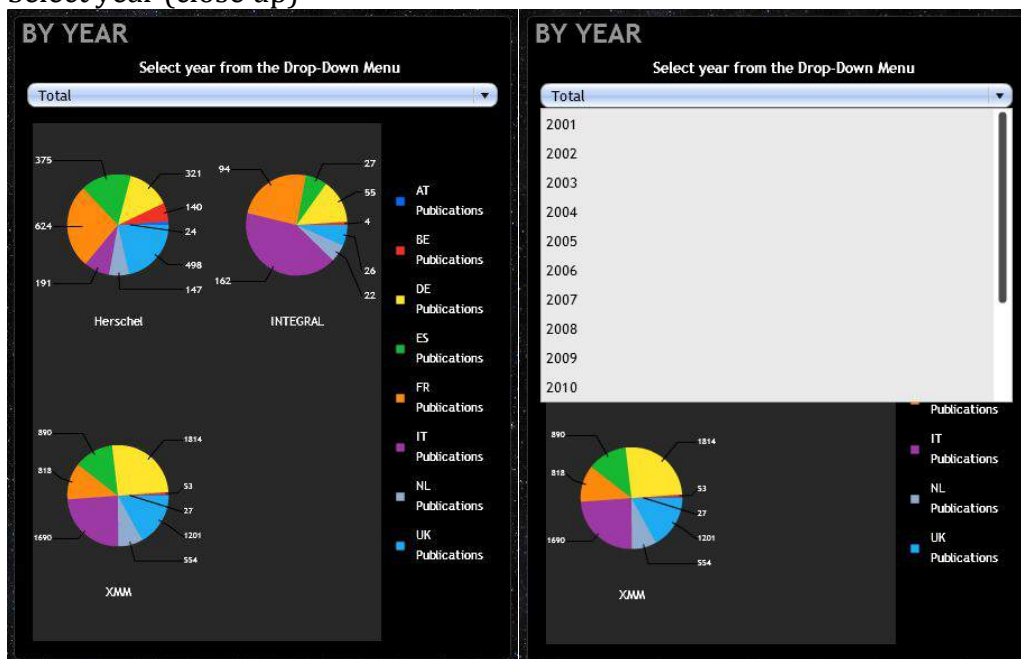 Select year (close up)
BY YEAR
Select year from the Drop-Down Menu
Total
375
321
140
24
498
147
191
624
Herschel
94
27
55
4
26
22
162
INTEGRAL
890
1814
818
53
27
1201
554
1690
XMM
AT
Publications
BE
Publications
DE
Publications
ES
Publications
FR
Publications
IT
Publications
NL
Publications
UK
Publications
BY YEAR
Select year from the Drop-Down Menu
Total
2001
2002
2003
2004
2005
2006
2007
2008
2009
2010
890
1814
818
53
27
1201
554
1690
XMM
Publications
IT
Publications
NL
Publications
UK
Publications